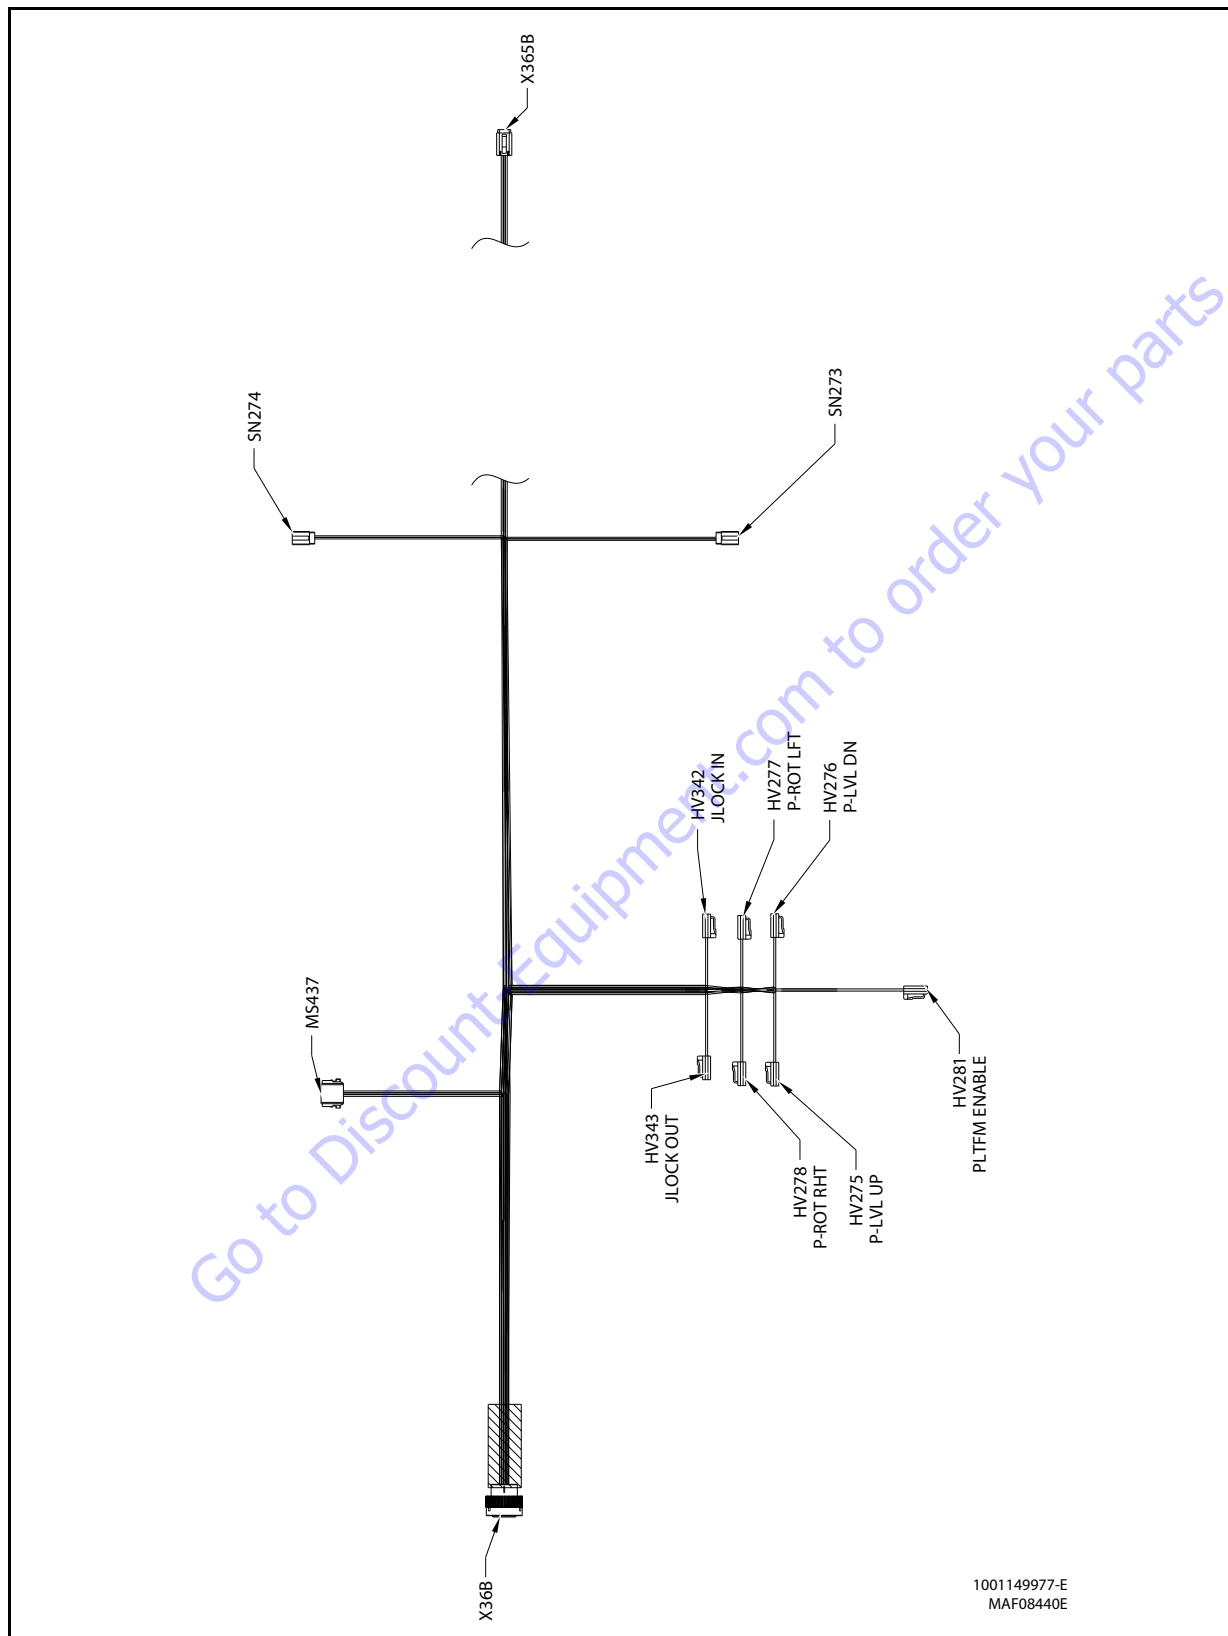 X365B
SN274
SN273
HV342
JLOCK IN
HV277
P-ROT LFT
HV276
P-LVL DN
MS437
HV343
JLOCK OUT
HV278
P-ROT RHT
HV275
P-LVL UP
HV281
PLTFM ENABLE
X36B
1001149977-E
MAF08440E
Go to Discount-Equipment.com to order your parts